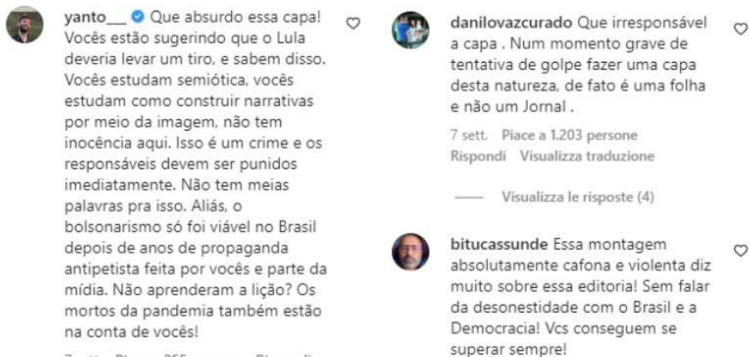 yanto___ Que absurdo essa capa!
Vocês estão sugerindo que o Lula
deveria levar um tiro, e sabem disso.
Vocês estudam semiótica, vocês
estudam como construir narrativas
por meio da imagem, não tem
inocência aqui. Isso é um crime e os
responsáveis devem ser punidos
imediatamente. Não tem meias
palavras pra isso. Aliás, o
bolsonarismo só foi viável no Brasil
depois de anos de propaganda
antipetista feita por vocês e parte da
mídia. Não aprenderam a lição? Os
mortos da pandemia também estão
na conta de vocês!
danilovazcurado Que irresponsável
a capa . Num momento grave de
tentativa de golpe fazer uma capa
desta natureza, de fato é uma folha
e não um Jornal .
7 sett. Piace a 1.203 persone
Rispondi Visualizza traduzione
Visualizza le risposte (4)
bitucassunde Essa montagem
absolutamente cafona e violenta diz
muito sobre essa editoria! Sem falar
da desonestidade com o Brasil e a
Democracia! Vcs conseguem se
superar sempre!